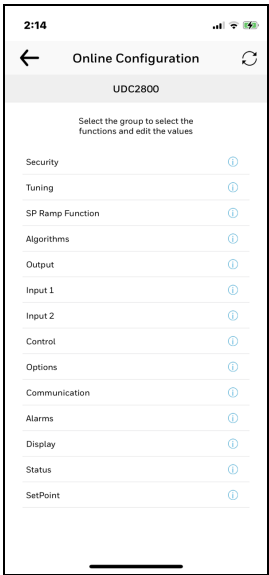 2:14
Online Configuration
UDC2800
Select the group to select the
functions and edit the values
Security
Tuning
SP Ramp Function
Algorithms
Output
Input 1
Input 2
Control
Options
Communication
Alarms
Display
Status
SetPoint